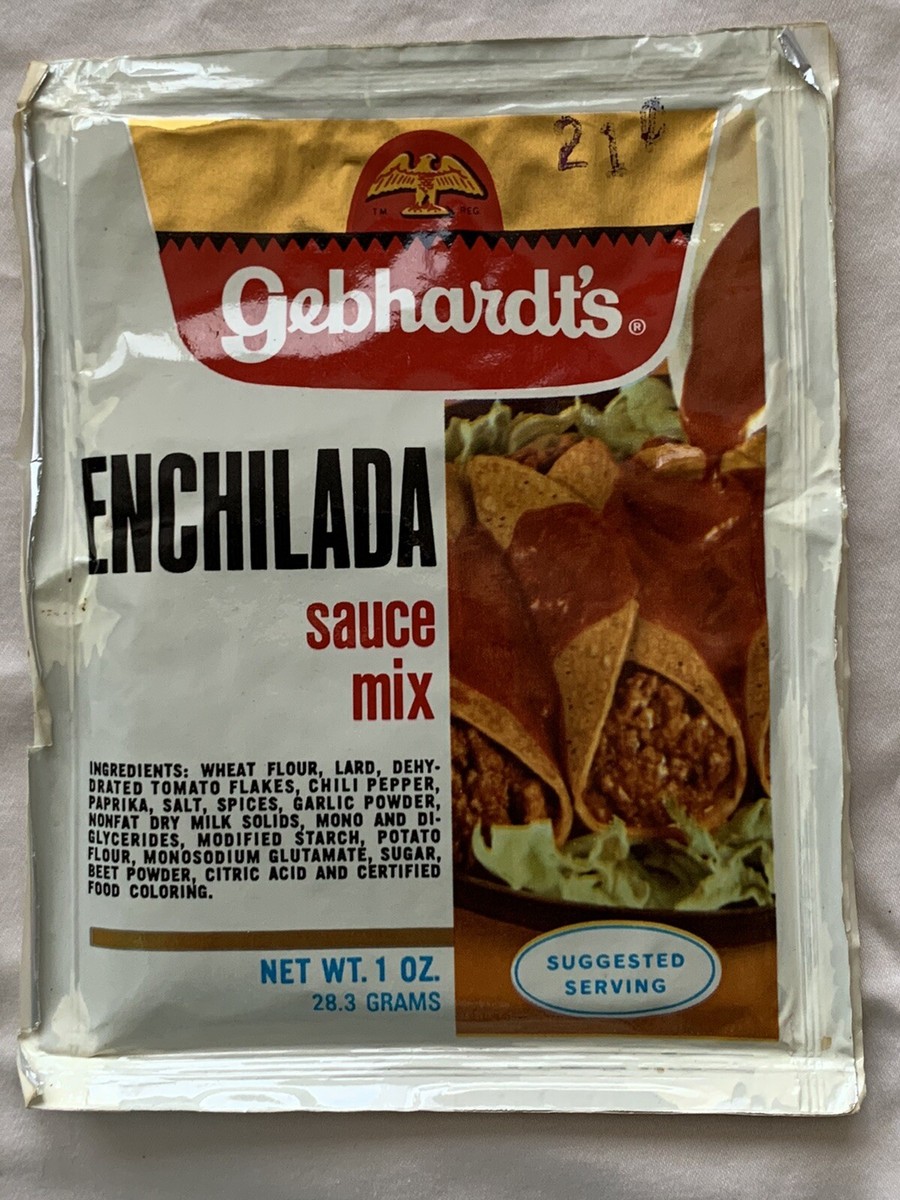 21¢
TM REG
Gebhardt's®
ENCHILADA
sauce
mix
INGREDIENTS: WHEAT FLOUR, LARD, DEHY-
DRATED TOMATO FLAKES, CHILI PEPPER,
PAPRIKA, SALT, SPICES, GARLIC POWDER,
NONFAT DRY MILK SOLIDS, MONO AND DI-
GLYCERIDES, MODIFIED STARCH, POTATO
FLOUR, MONOSODIUM GLUTAMATE, SUGAR,
BEET POWDER, CITRIC ACID AND CERTIFIED
FOOD COLORING.
NET WT. 1 OZ.
28.3 GRAMS
SUGGESTED
SERVING